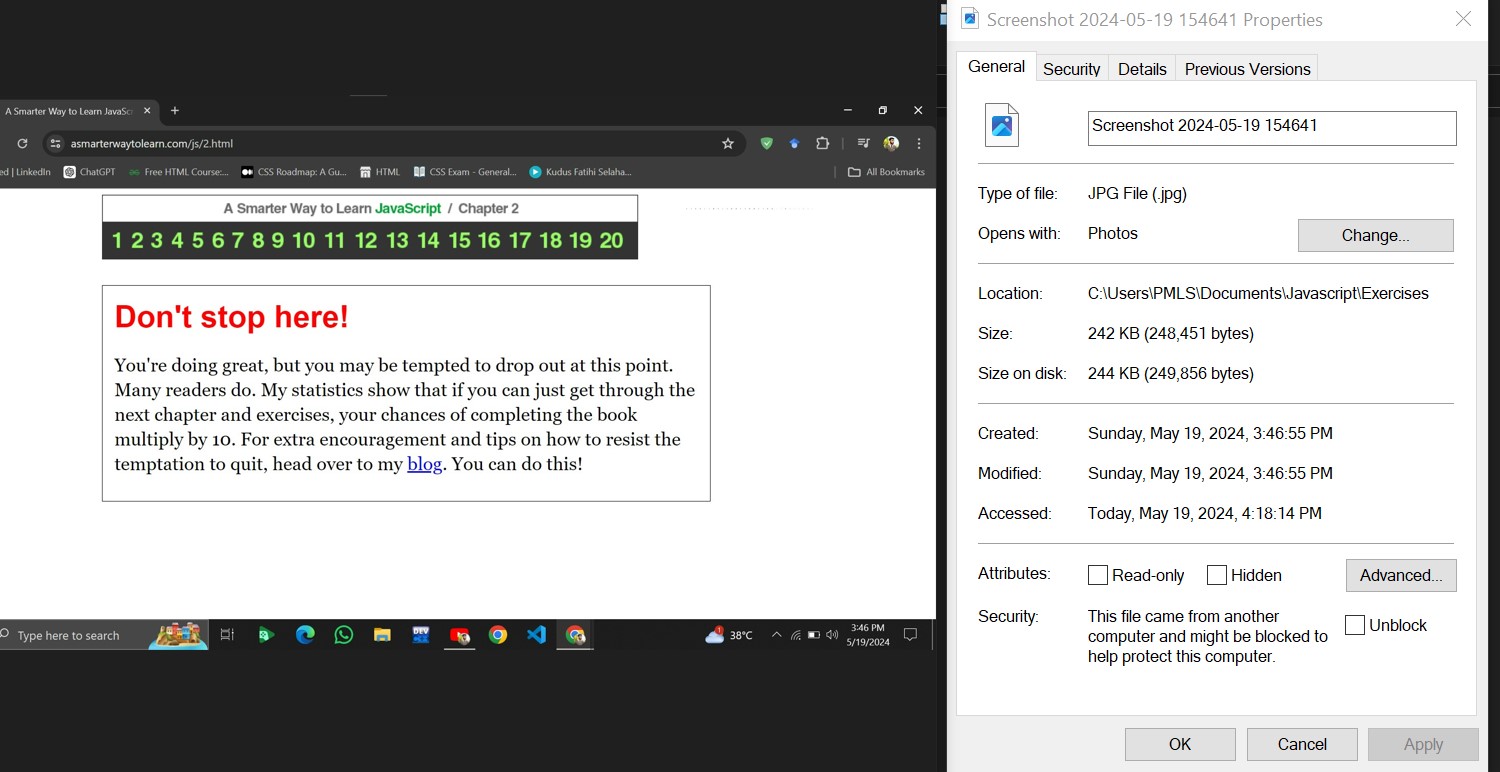 A Smarter Way to Learn JavaSc
asmarterwaytolearn.com/js/2.html
ed | LinkedIn ChatGPT Free HTML Course:... CSS Roadmap: A Gu... HTML CSS Exam - General... Kudus Fatihi Selaha... All Bookmarks
A Smarter Way to Learn JavaScript / Chapter 2
1 2 3 4 5 6 7 8 9 10 11 12 13 14 15 16 17 18 19 20
Don't stop here!
You're doing great, but you may be tempted to drop out at this point.
Many readers do. My statistics show that if you can just get through the
next chapter and exercises, your chances of completing the book
multiply by 10. For extra encouragement and tips on how to resist the
temptation to quit, head over to my blog. You can do this!
Type here to search
DEV
38°C
3:46 PM
5/19/2024
Screenshot 2024-05-19 154641 Properties
General Security Details Previous Versions
Screenshot 2024-05-19 154641
Type of file: JPG File (.jpg)
Opens with: Photos Change...
Location: C:\Users\PMLS\Documents\Javascript\Exercises
Size: 242 KB (248,451 bytes)
Size on disk: 244 KB (249,856 bytes)
Created: Sunday, May 19, 2024, 3:46:55 PM
Modified: Sunday, May 19, 2024, 3:46:55 PM
Accessed: Today, May 19, 2024, 4:18:14 PM
Attributes: Read-only Hidden Advanced...
Security: This file came from another
computer and might be blocked to
help protect this computer.
Unblock
OK Cancel Apply